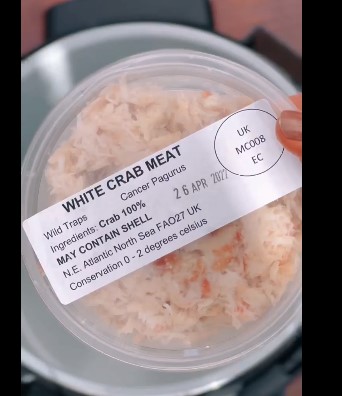 WHITE CRAB MEAT
Wild Traps Cancer Pagurus
Ingredients: Crab 100%
26 APR 2022
MAY CONTAIN SHELL
N.E. Atlantic North Sea FAO27 UK
Conservation 0 - 2 degrees celsius
UK
MC008
EC